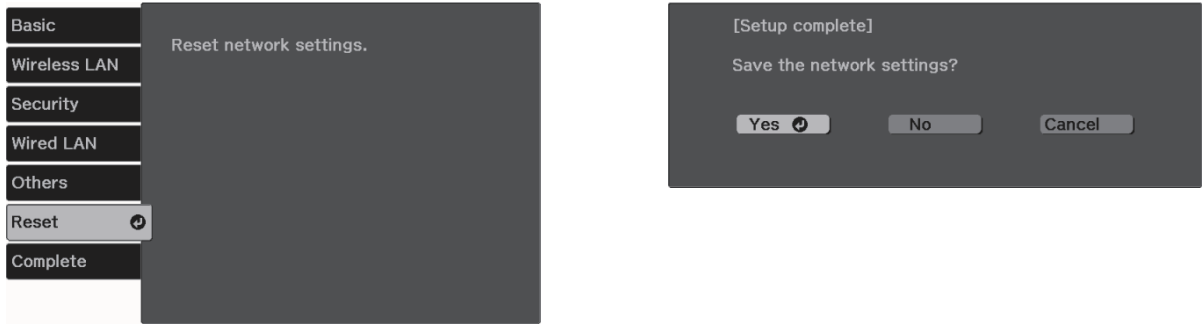 Basic
Wireless LAN
Security
Wired LAN
Others
Reset
Complete
Reset network settings.
[Setup complete]
Save the network settings?
Yes
No
Cancel